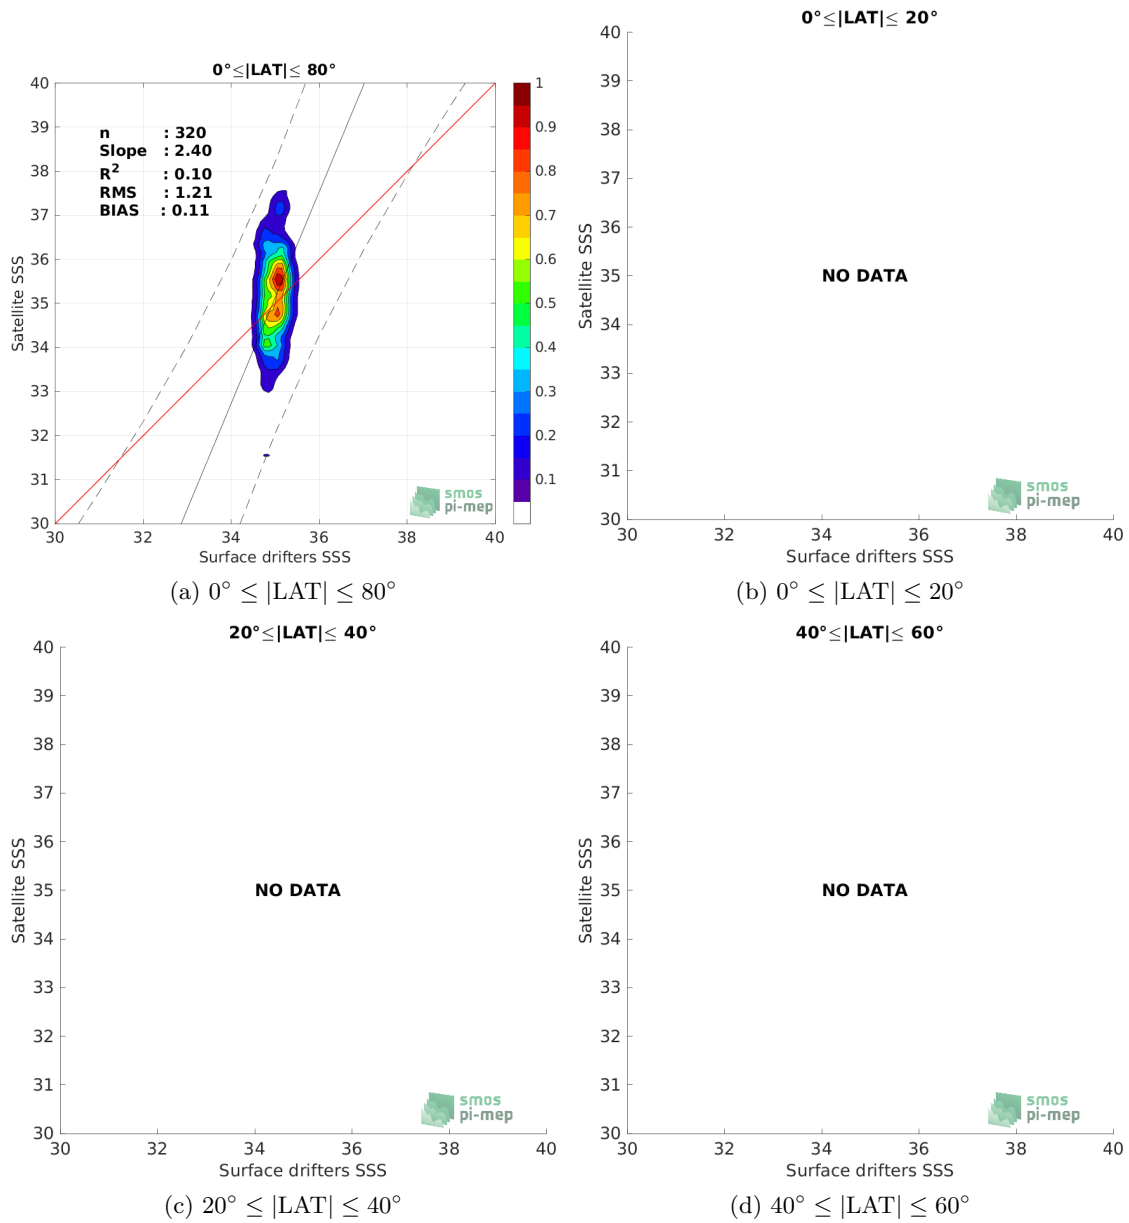 0°≤|LAT|≤ 80°
40
39
38
37
36
35
34
33
32
31
30
n : 320
Slope : 2.40
R² : 0.10
RMS : 1.21
BIAS : 0.11
Satellite SSS
30 32 34 36 38 40
Surface drifters SSS
1
0.9
0.8
0.7
0.6
0.5
0.4
0.3
0.2
0.1
smos
pi-mep
(a) 0° ≤ |LAT| ≤ 80°
0°≤|LAT|≤ 20°
40
39
38
37
36
35
34
33
32
31
30
Satellite SSS
NO DATA
smos
pi-mep
30 32 34 36 38 40
Surface drifters SSS
(b) 0° ≤ |LAT| ≤ 20°
20°≤|LAT|≤ 40°
40
39
38
37
36
35
34
33
32
31
30
Satellite SSS
NO DATA
smos
pi-mep
30 32 34 36 38 40
Surface drifters SSS
(c) 20° ≤ |LAT| ≤ 40°
40°≤|LAT|≤ 60°
40
39
38
37
36
35
34
33
32
31
30
Satellite SSS
NO DATA
smos
pi-mep
30 32 34 36 38 40
Surface drifters SSS
(d) 40° ≤ |LAT| ≤ 60°